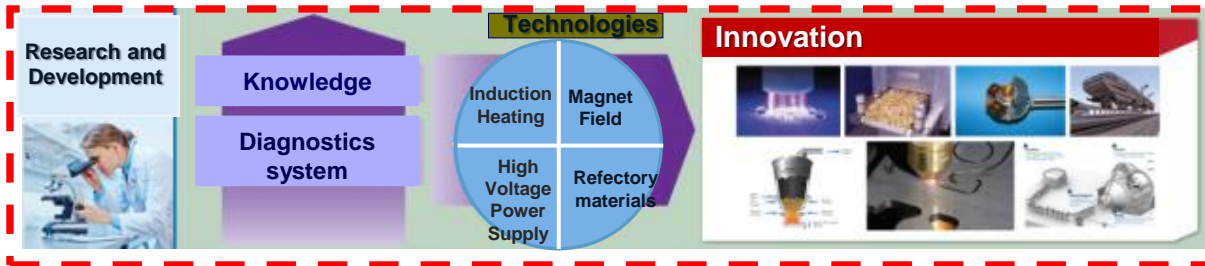 Research and
Development
Knowledge
Diagnostics
system
Technologies
Induction
Heating
Magnet
Field
High
Voltage
Power
Supply
Refectory
materials
Innovation